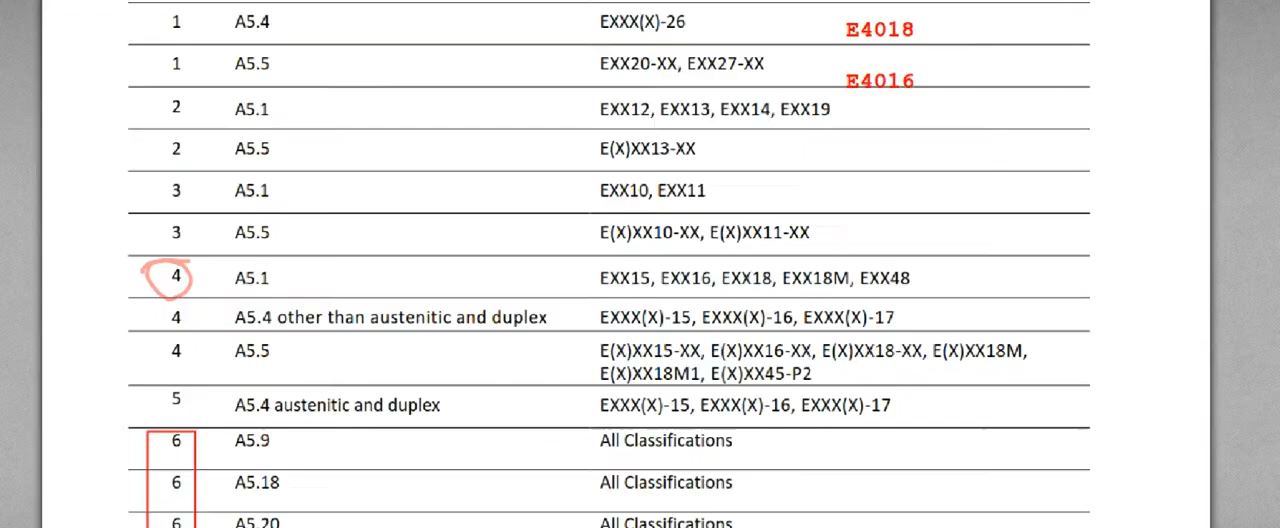 1 A5.4 EXXX(X)-26 E4018
1 A5.5 EXX20-XX, EXX27-XX E4016
2 A5.1 EXX12, EXX13, EXX14, EXX19
2 A5.5 E(X)XX13-XX
3 A5.1 EXX10, EXX11
3 A5.5 E(X)XX10-XX, E(X)XX11-XX
4 A5.1 EXX15, EXX16, EXX18, EXX18M, EXX48
4 A5.4 other than austenitic and duplex EXXX(X)-15, EXXX(X)-16, EXXX(X)-17
4 A5.5 E(X)XX15-XX, E(X)XX16-XX, E(X)XX18-XX, E(X)XX18M,
E(X)XX18M1, E(X)XX45-P2
5 A5.4 austenitic and duplex EXXX(X)-15, EXXX(X)-16, EXXX(X)-17
6 A5.9 All Classifications
6 A5.18 All Classifications
6 A5.20 All Classifications